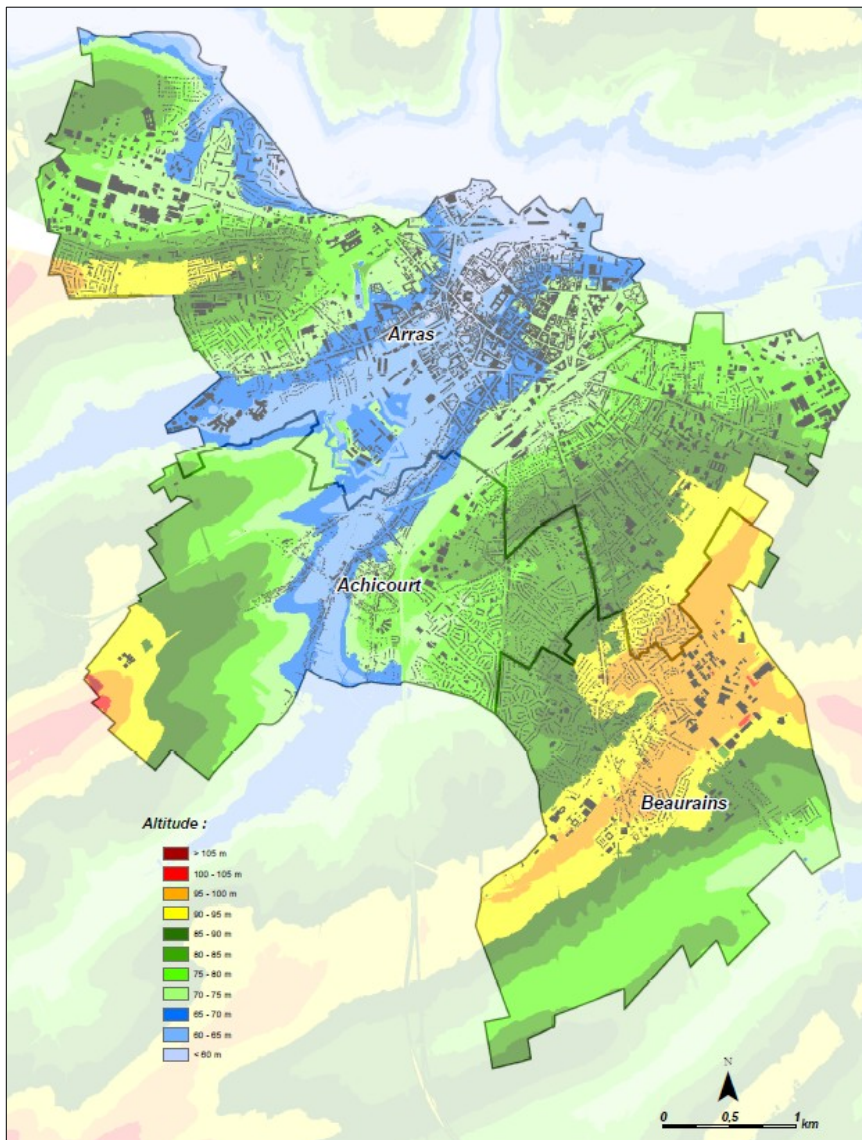 Arras
Achicourt
Beaurains
Altitude :
> 105 m
100 - 105 m
95 - 100 m
90 - 95 m
85 - 90 m
80 - 85 m
75 - 80 m
70 - 75 m
65 - 70 m
60 - 65 m
< 60 m
N
0 0,5 1
km